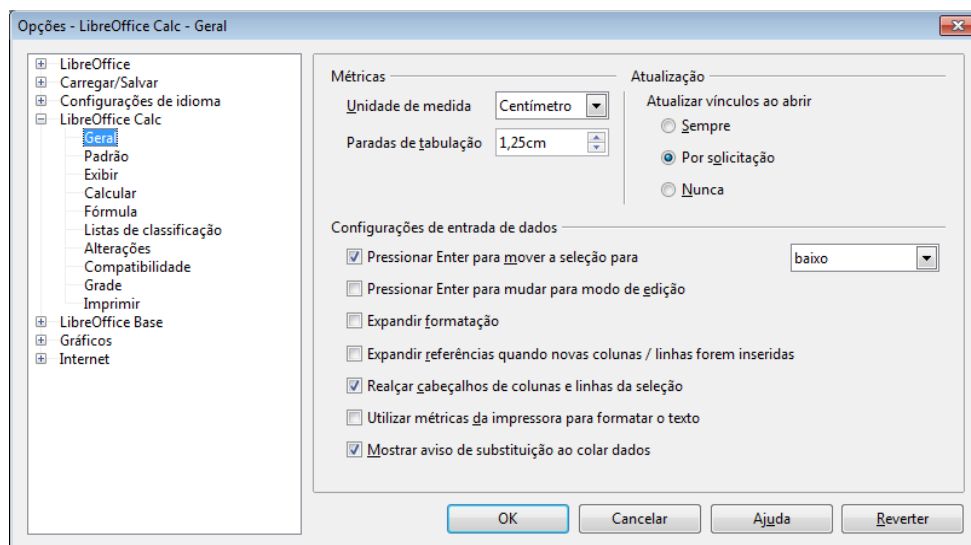 Opções - LibreOffice Calc - Geral
LibreOffice
Carregar/Salvar
Configurações de idioma
LibreOffice Calc
Geral
Padrão
Exibir
Calcular
Fórmula
Listas de classificação
Alterações
Compatibilidade
Grade
Imprimir
LibreOffice Base
Gráficos
Internet
Métricas
Unidade de medida Centímetro
Paradas de tabulação 1,25cm
Atualização
Atualizar vínculos ao abrir
Sempre
Por solicitação
Nunca
Configurações de entrada de dados
Pressionar Enter para mover a seleção para baixo
Pressionar Enter para mudar para modo de edição
Expandir formatação
Expandir referências quando novas colunas / linhas forem inseridas
Realçar cabeçalhos de colunas e linhas da seleção
Utilizar métricas da impressora para formatar o texto
Mostrar aviso de substituição ao colar dados
OK Cancelar Ajuda Reverter